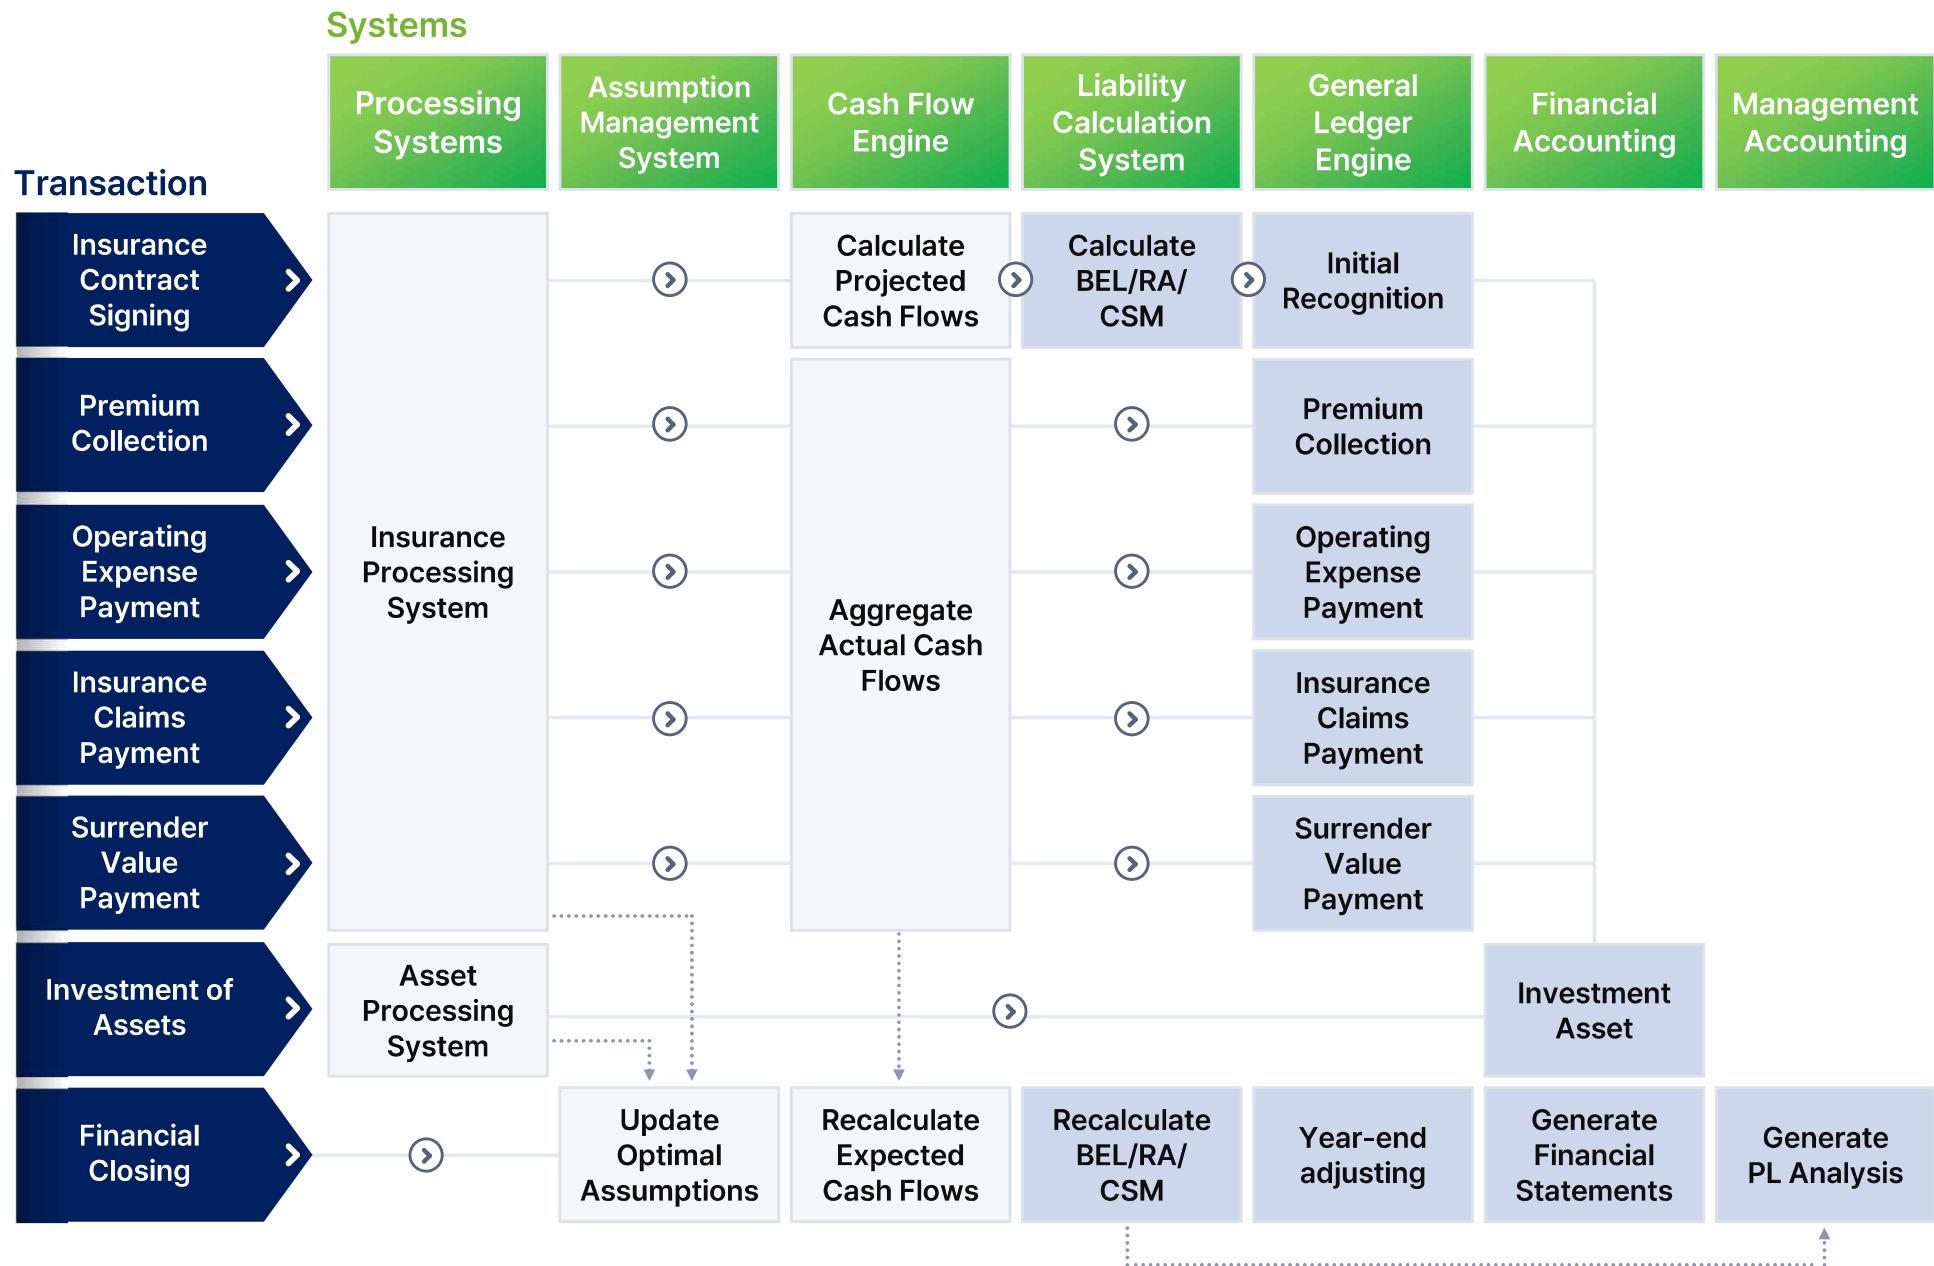 Systems
Processing
Systems
Assumption
Management
System
Cash Flow
Engine
Liability
Calculation
System
General
Ledger
Engine
Financial
Accounting
Management
Accounting
Transaction
Insurance
Contract
Signing
Calculate
Projected
Cash Flows
Calculate
BEL/RA/
CSM
Initial
Recognition
Premium
Collection
Premium
Collection
Operating
Expense
Payment
Insurance
Processing
System
Aggregate
Actual Cash
Flows
Operating
Expense
Payment
Insurance
Claims
Payment
Insurance
Claims
Payment
Surrender
Value
Payment
Surrender
Value
Payment
Investment of
Assets
Asset
Processing
System
Investment
Asset
Financial
Closing
Update
Optimal
Assumptions
Recalculate
Expected
Cash Flows
Recalculate
BEL/RA/
CSM
Year-end
adjusting
Generate
Financial
Statements
Generate
PL Analysis